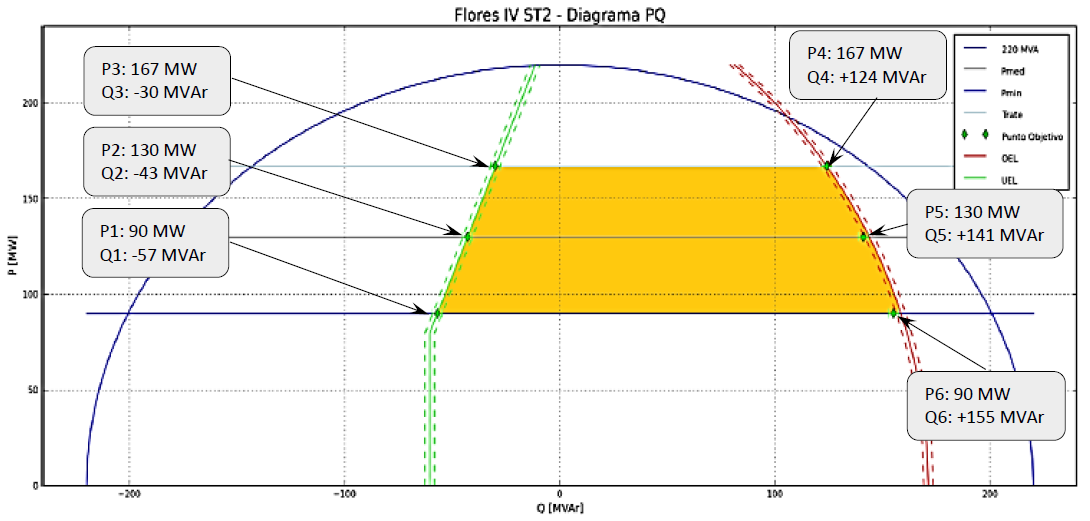 Flores IV ST2 - Diagrama PQ
P3: 167 MW
Q3: -30 MVAr
P2: 130 MW
Q2: -43 MVAr
P1: 90 MW
Q1: -57 MVAr
P4: 167 MW
Q4: +124 MVAr
220 MVA
Pmed
Pmin
Trate
Punto Objetivo
OEL
UEL
P5: 130 MW
Q5: +141 MVAr
P6: 90 MW
Q6: +155 MVAr
P [MW]
200
150
100
50
0
−200
−100
0
100
200
Q [MVAr]